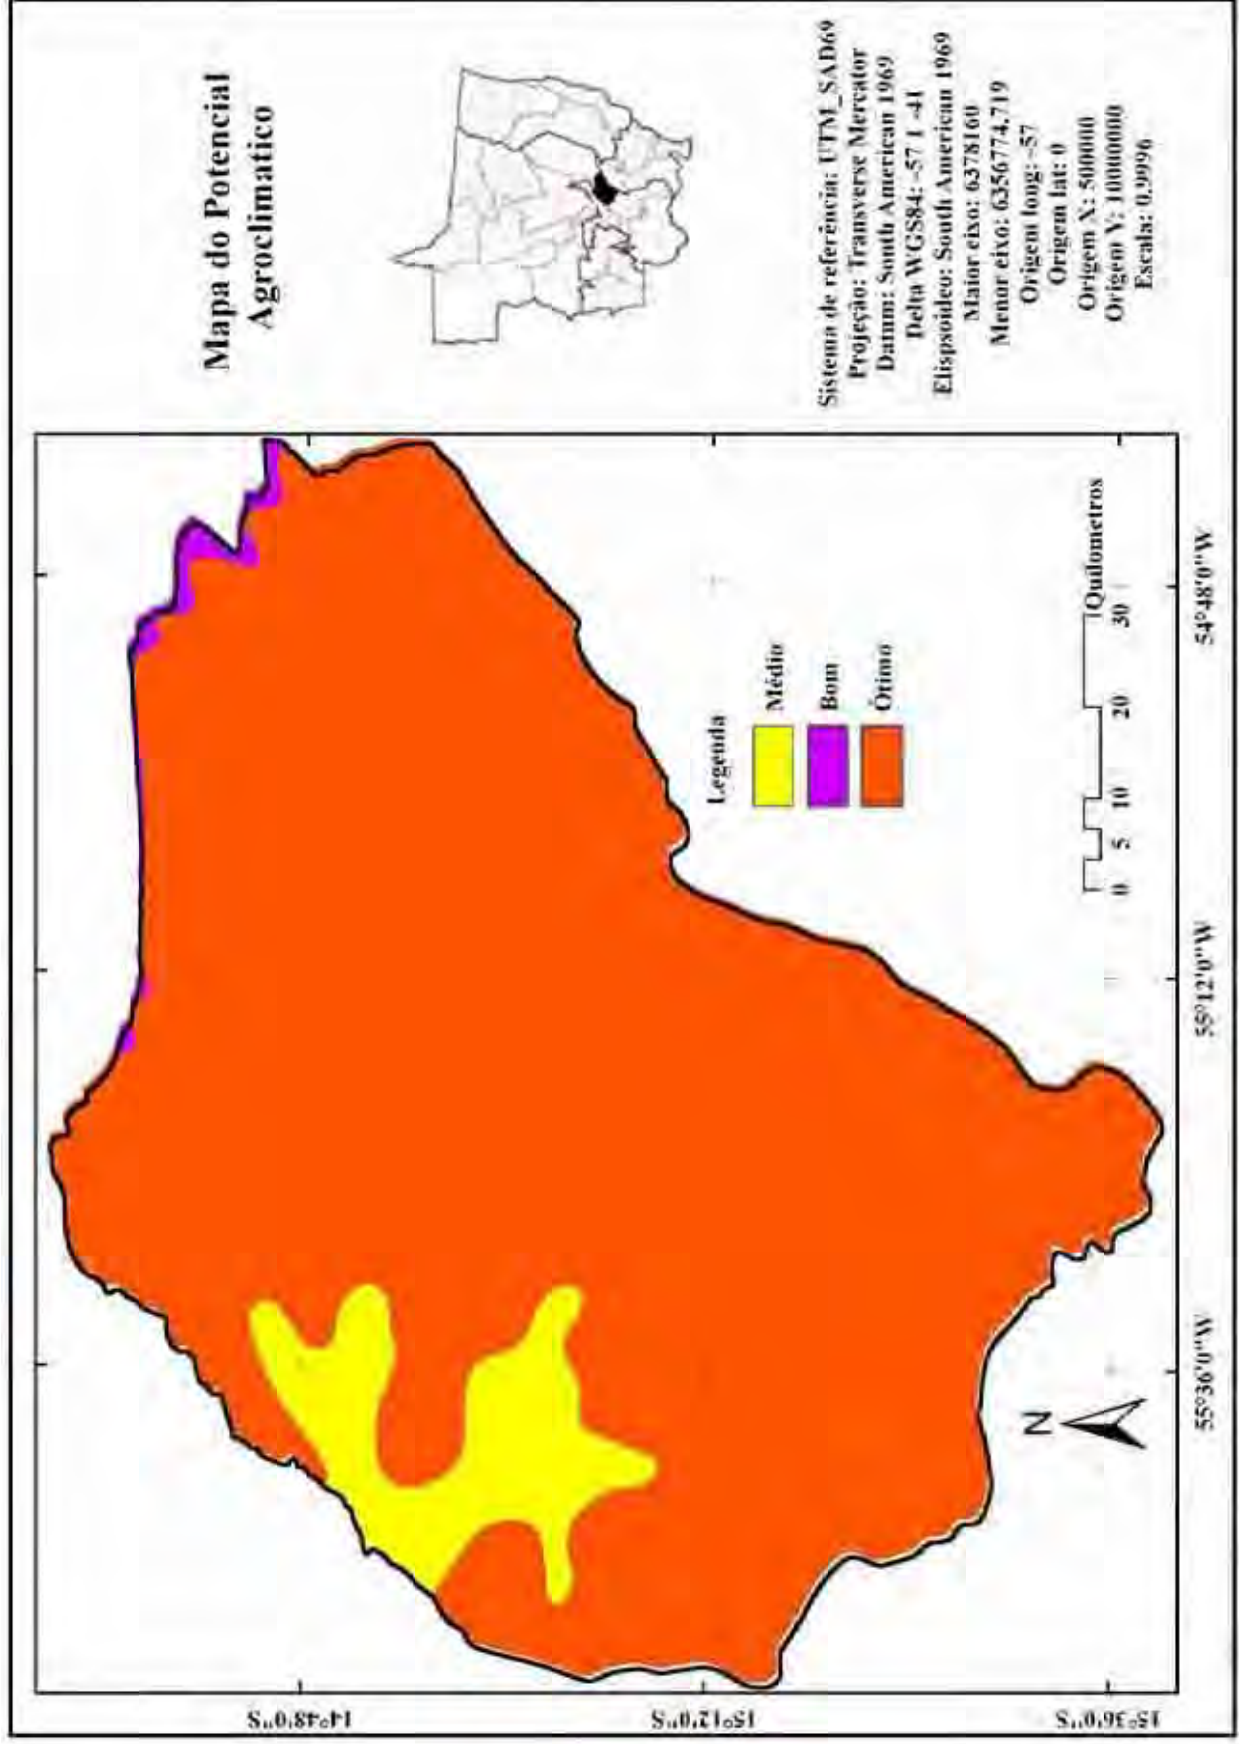 Mapa do Potencial
Agroclimatico
Sistema de referência: UTM_SAD69
Projeção: Transverse Mercator
Datum: South American 1969
Delta WGS84: -57 1 -41
Elispsoideo: South American 1969
Maior eixo: 6378160
Menor eixo: 6356774,719
Origem long: -57
Origem lat: 0
Origem X: 500000
Origem Y: 10000000
Escala: 0,9996
Legenda
Médio
Bom
Ótimo
0 5 10 20 30
Quilometros
N
14°48'0"S
15°12'0"S
15°36'0"S
55°36'0"W
55°12'0"W
54°48'0"W